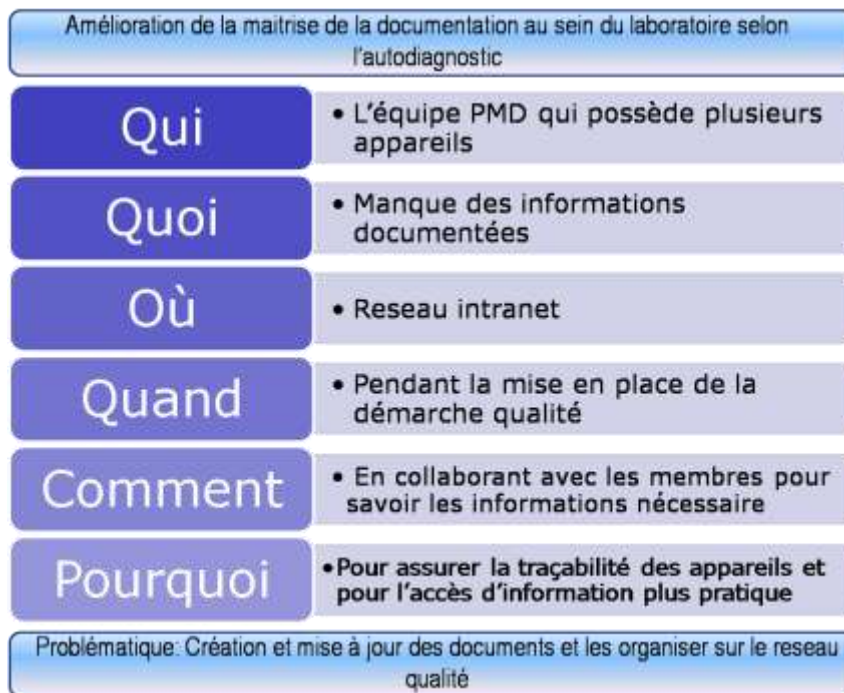 Amélioration de la maitrise de la documentation au sein du laboratoire selon
l'autodiagnostic
Qui
• L'équipe PMD qui possède plusieurs
appareils
Quoi
• Manque des informations
documentées
Où
• Reseau intranet
Quand
• Pendant la mise en place de la
démarche qualité
Comment
• En collaborant avec les membres pour
savoir les informations nécessaire
Pourquoi
•Pour assurer la traçabilité des appareils et
pour l'accès d'information plus pratique
Problématique: Création et mise à jour des documents et les organiser sur le reseau
qualité